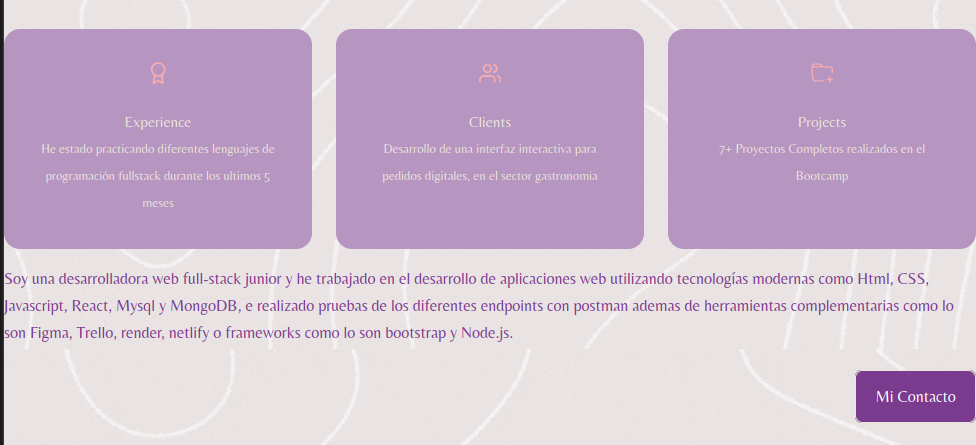 Experience
He estado practicando diferentes lenguajes de
programación fullstack durante los ultimos 5
meses
Clients
Desarrollo de una interfaz interactiva para
pedidos digitales, en el sector gastronomia
Projects
7+ Proyectos Completos realizados en el
Bootcamp
Soy una desarrolladora web full-stack junior y he trabajado en el desarrollo de aplicaciones web utilizando tecnologías modernas como Html, CSS,
Javascript, React, Mysql y MongoDB, e realizado pruebas de los diferentes endpoints con postman ademas de herramientas complementarias como lo
son Figma, Trello, render, netlify o frameworks como lo son bootstrap y Node.js.
Mi Contacto